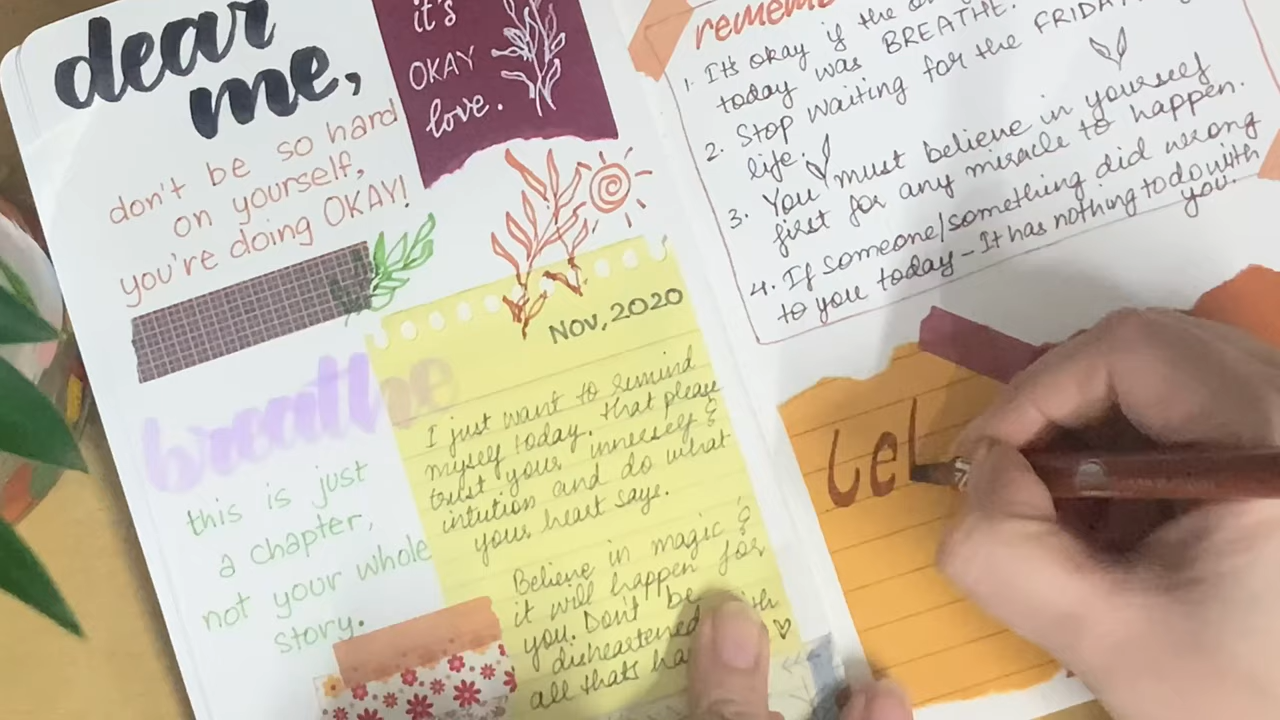 dear
me,
don't be so hard
on yourself,
you're doing OKAY!
it's
OKAY
love.
breathe
this is just
a chapter,
not your whole
story.
NOV, 2020
I just want to remind
myself today. that please
trust your innerself &
intution and do what
your heart says.
Believe in magic &
it will happen for
you. Don't be
disheartened
all thats
1. It's okay if the
today was BREATHE.
2. Stop waiting for the FRIDAY
life.
3. You must believe in yourself
first for any miracle to happen.
4. If someone/something did wrong
to you today - It has nothing to do with
you.